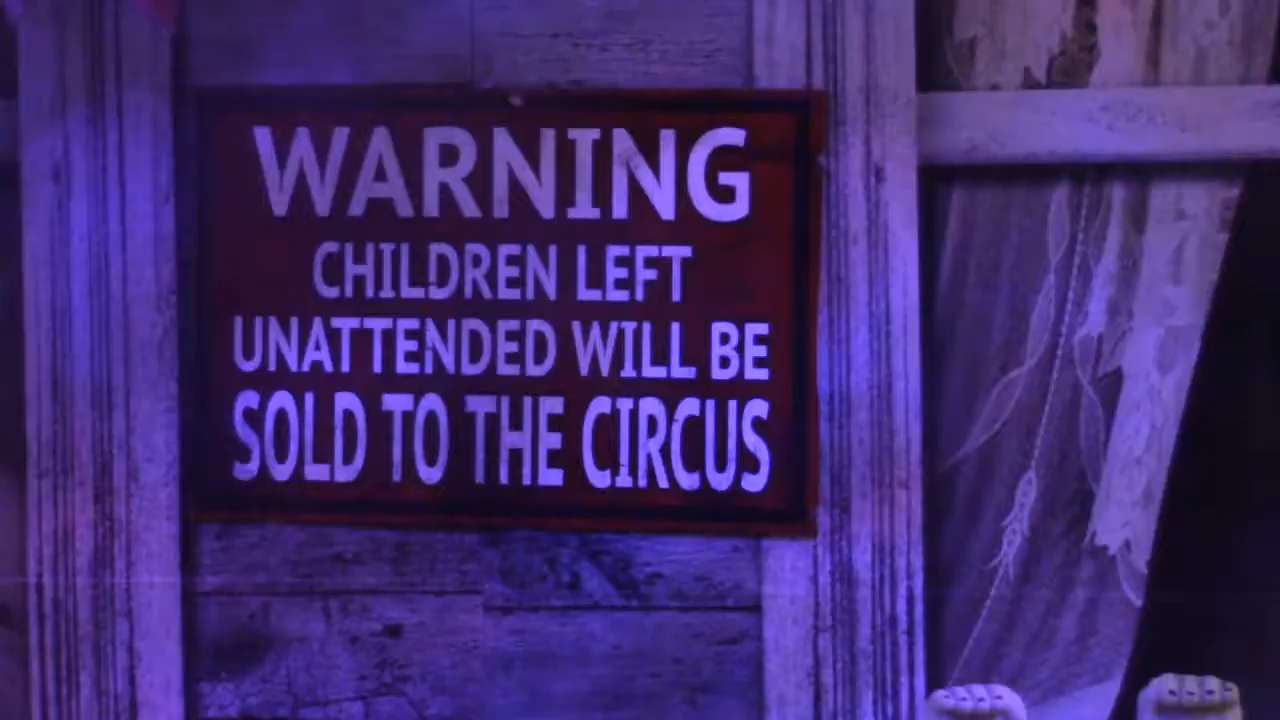 WARNING
CHILDREN LEFT
UNATTENDED WILL BE
SOLD TO THE CIRCUS